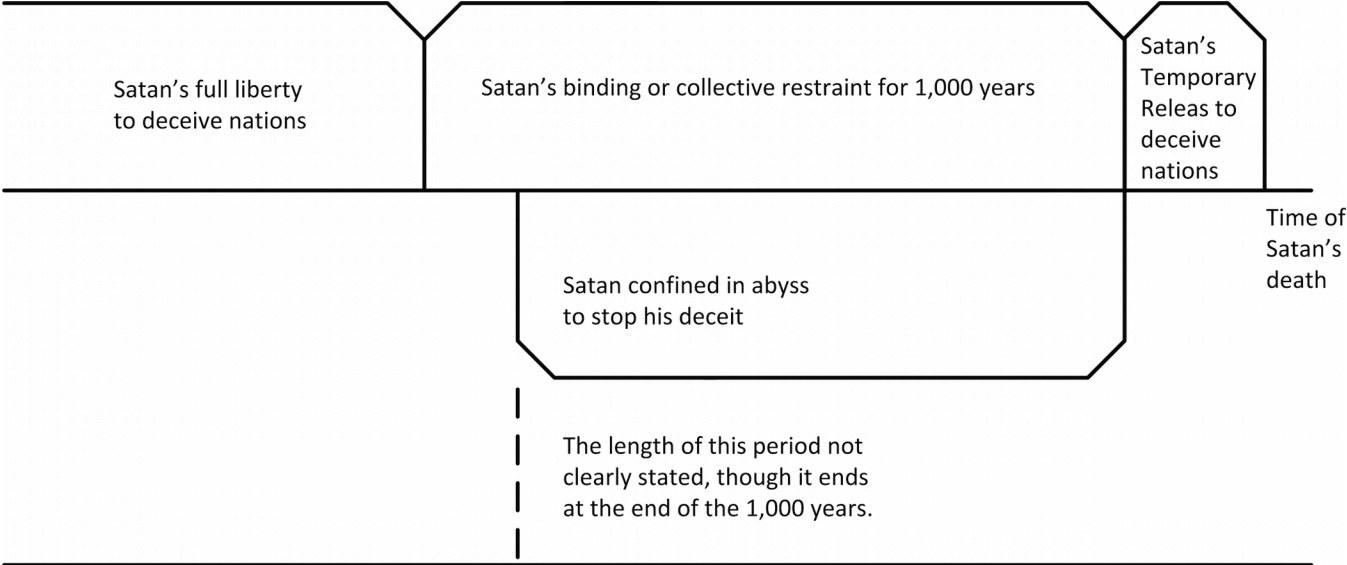 Satan’s full liberty
to deceive nations
Satan’s binding or collective restraint for 1,000 years
Satan’s
Temporary
Releas to
deceive
nations
Time of
Satan’s
death
Satan confined in abyss
to stop his deceit
The length of this period not
clearly stated, though it ends
at the end of the 1,000 years.